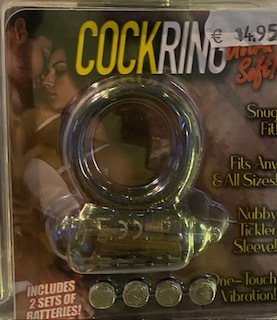 COCKRING
€ 14.95
Ultra
Soft!
Snug
Fit!
Fits Any
& All Sizes!
Nubby
Tickler
Sleeve!
One-Touch
Vibration!
INCLUDES
2 SETS OF
BATTERIES!